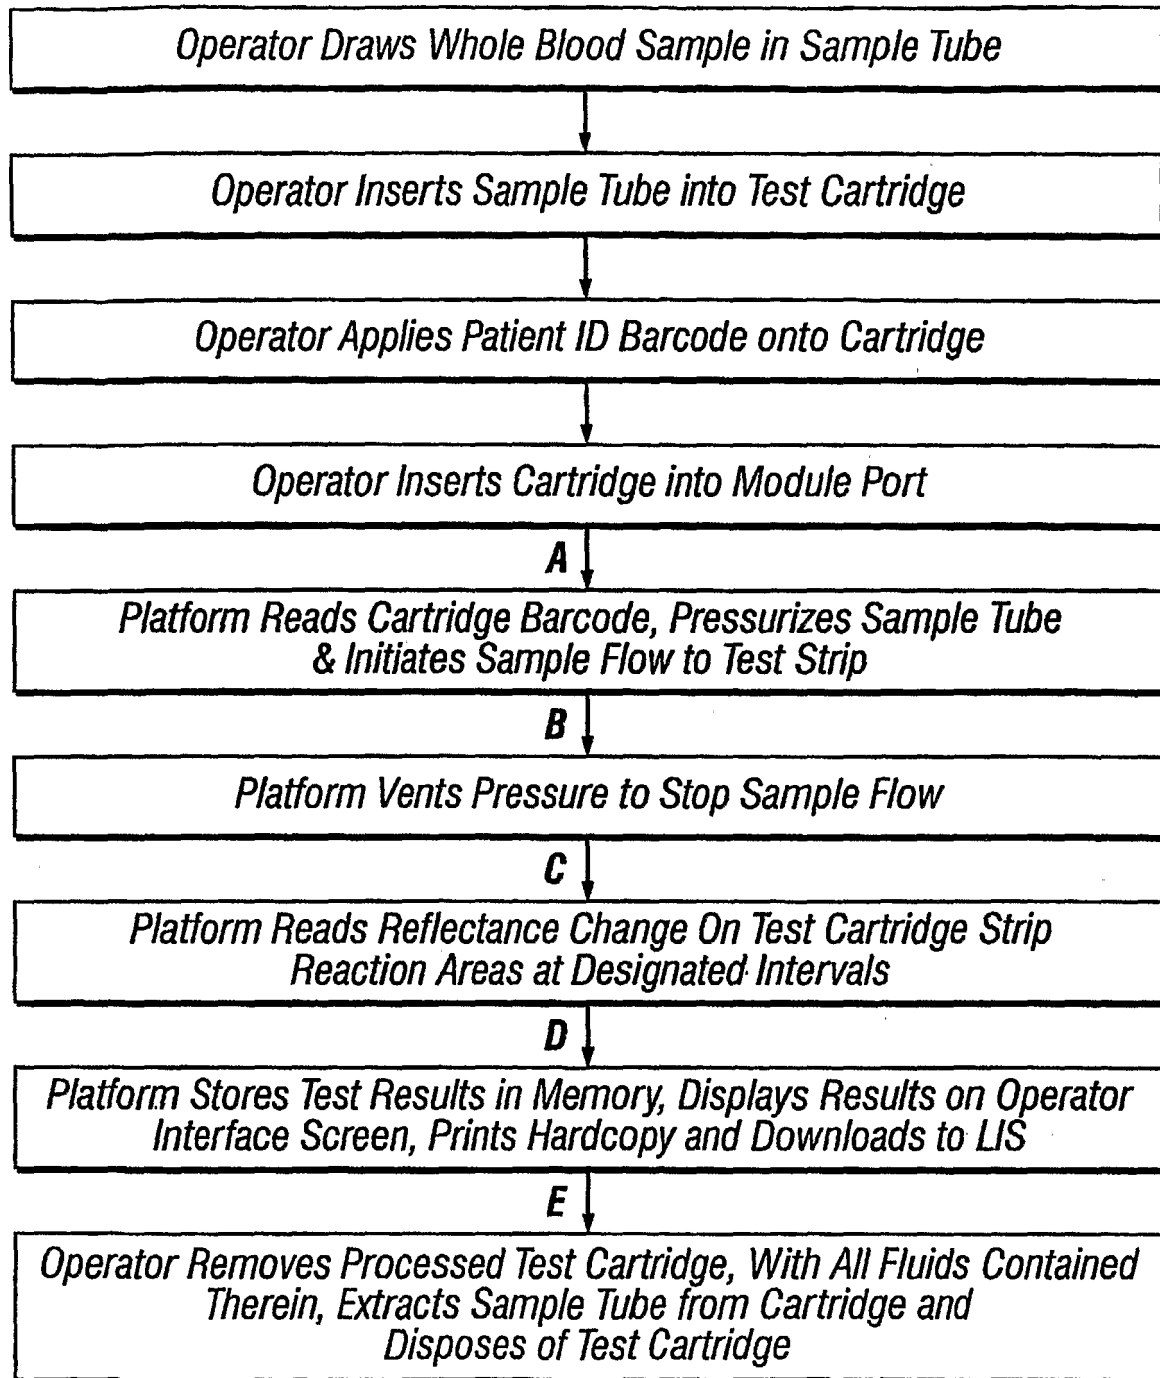 Operator Draws Whole Blood Sample in Sample Tube
Operator Inserts Sample Tube into Test Cartridge
Operator Applies Patient ID Barcode onto Cartridge
Operator Inserts Cartridge into Module Port
A
Platform Reads Cartridge Barcode, Pressurizes Sample Tube
& Initiates Sample Flow to Test Strip
B
Platform Vents Pressure to Stop Sample Flow
C
Platform Reads Reflectance Change On Test Cartridge Strip
Reaction Areas at Designated Intervals
D
Platform Stores Test Results in Memory, Displays Results on Operator
Interface Screen, Prints Hardcopy and Downloads to LIS
E
Operator Removes Processed Test Cartridge, With All Fluids Contained
Therein, Extracts Sample Tube from Cartridge and
Disposes of Test Cartridge